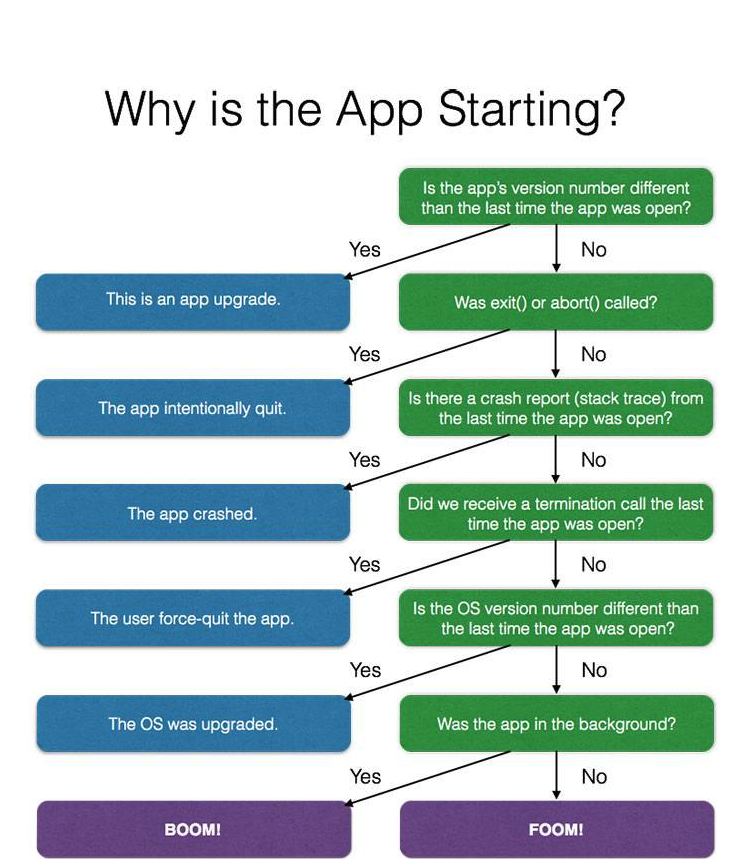 Why is the App Starting?
Is the app's version number different
than the last time the app was open?
Yes
No
This is an app upgrade.
Was exit() or abort() called?
Yes
No
The app intentionally quit.
Is there a crash report (stack trace) from
the last time the app was open?
Yes
No
The app crashed.
Did we receive a termination call the last
time the app was open?
Yes
No
The user force-quit the app.
Is the OS version number different than
the last time the app was open?
Yes
No
The OS was upgraded.
Was the app in the background?
Yes
No
BOOM!
FOOM!